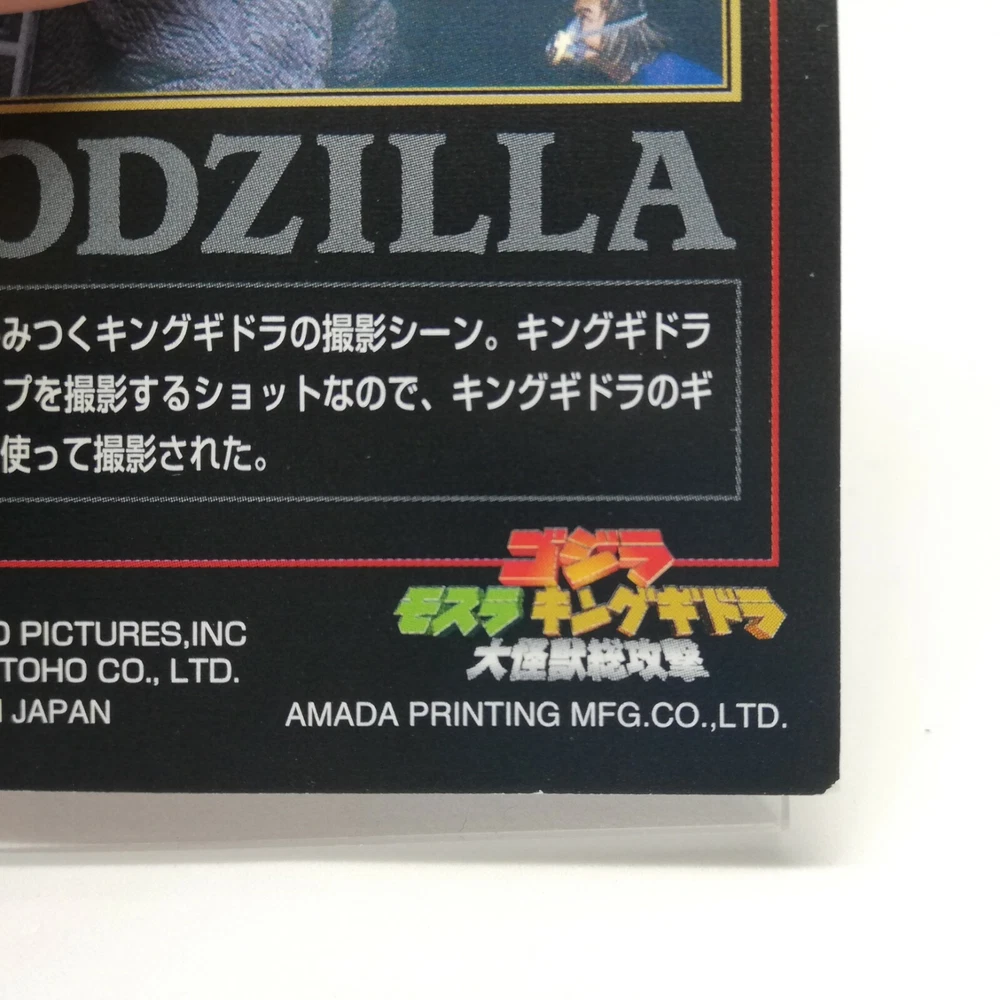 ODZILLA
みつくキングギドラの撮影シーン。キングギドラ
プを撮影するショットなので、キングギドラのギ
使って撮影された。
ゴジラ
モスラ キングギドラ
大怪獣総攻撃
PICTURES,INC
TOHO CO., LTD.
JAPAN
AMADA PRINTING MFG.CO.,LTD.